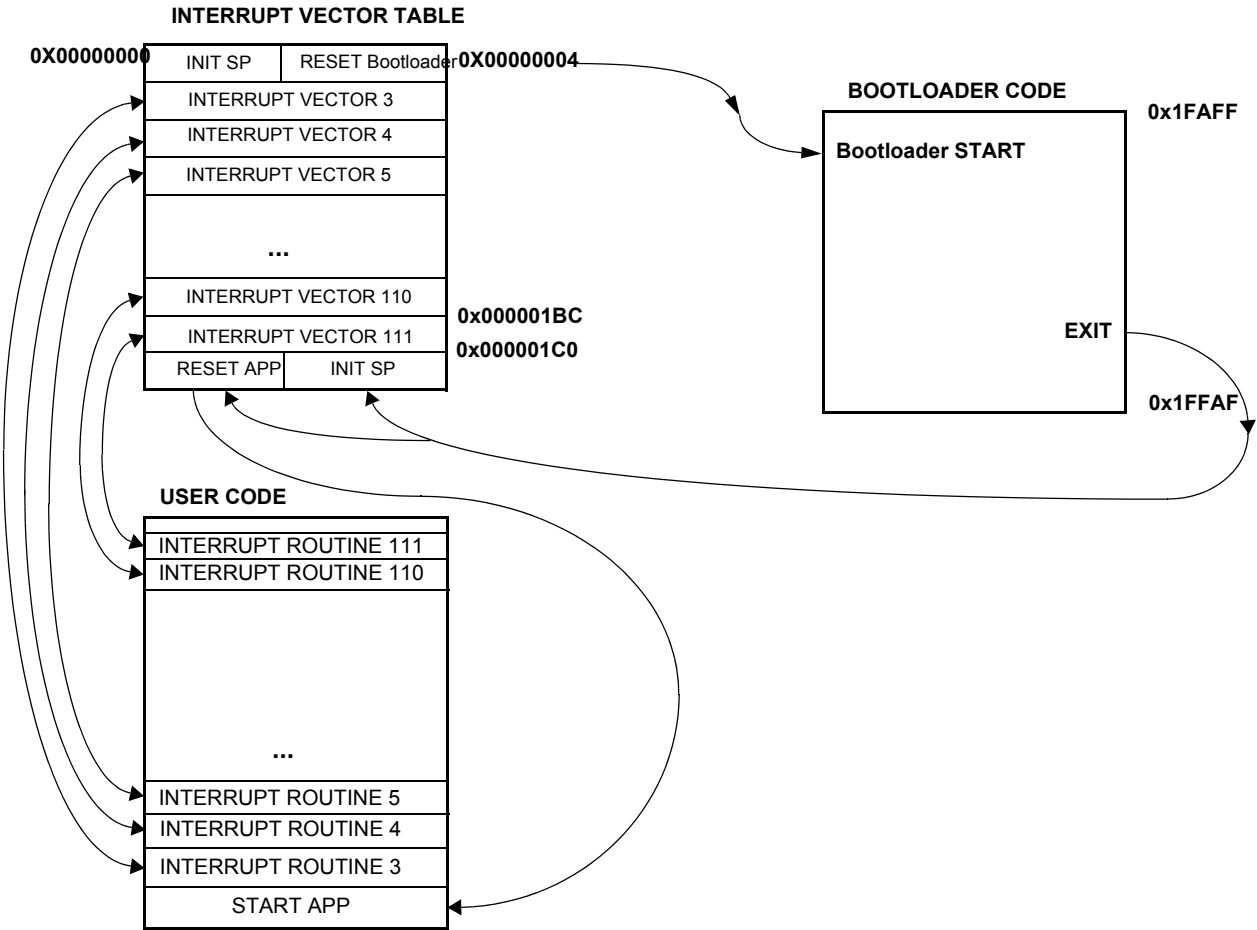 INTERRUPT VECTOR TABLE
0X00000000 INIT SP RESET Bootloader 0X00000004
INTERRUPT VECTOR 3
INTERRUPT VECTOR 4
INTERRUPT VECTOR 5
...
INTERRUPT VECTOR 110
0x000001BC
INTERRUPT VECTOR 111
0x000001C0
RESET APP INIT SP
BOOTLOADER CODE
0x1FAFF
Bootloader START
EXIT
0x1FFAF
USER CODE
INTERRUPT ROUTINE 111
INTERRUPT ROUTINE 110
...
INTERRUPT ROUTINE 5
INTERRUPT ROUTINE 4
INTERRUPT ROUTINE 3
START APP